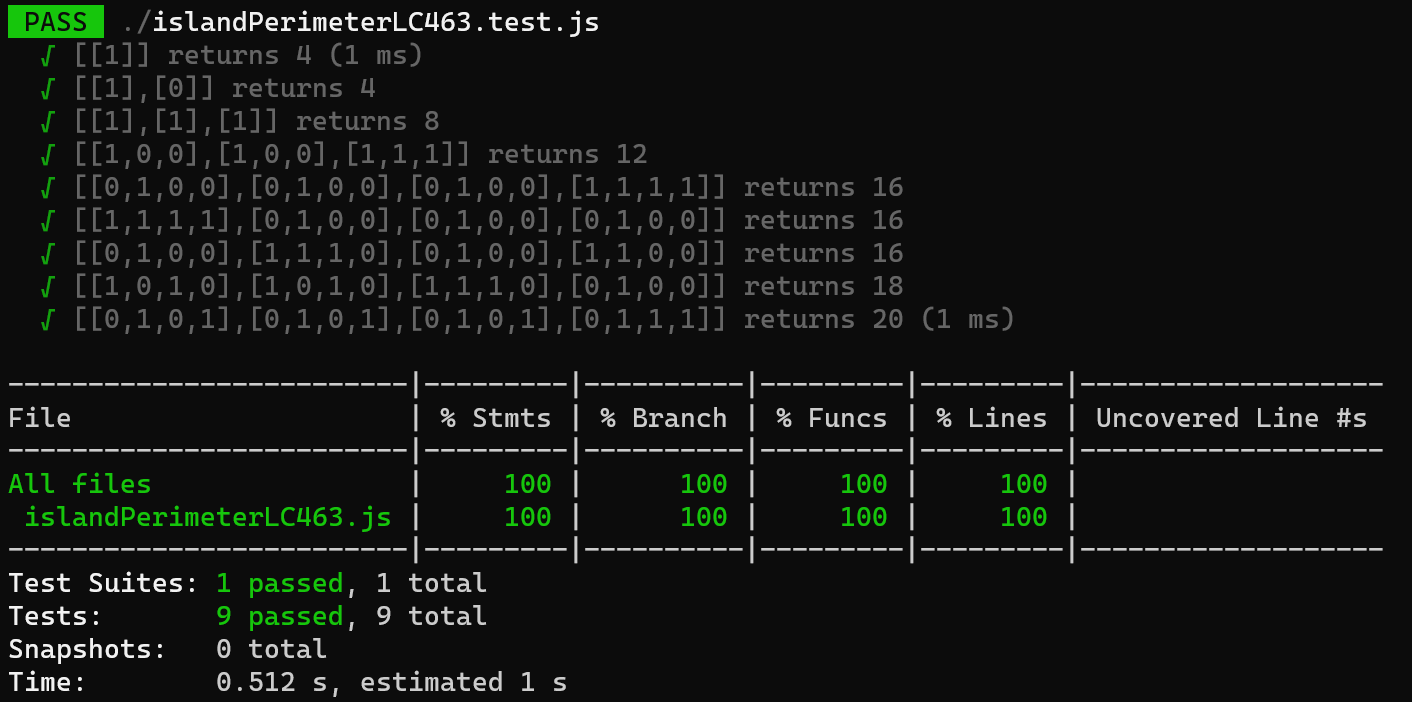 PASS ./islandPerimeterLC463.test.js
√ [[1]] returns 4 (1 ms)
√ [[1],[0]] returns 4
√ [[1],[1],[1]] returns 8
√ [[1,0,0],[1,0,0],[1,1,1]] returns 12
√ [[0,1,0,0],[0,1,0,0],[0,1,0,0],[1,1,1,1]] returns 16
√ [[1,1,1,1],[0,1,0,0],[0,1,0,0],[0,1,0,0]] returns 16
√ [[0,1,0,0],[1,1,1,0],[0,1,0,0],[1,1,0,0]] returns 16
√ [[1,0,1,0],[1,0,1,0],[1,1,1,0],[0,1,0,0]] returns 18
√ [[0,1,0,1],[0,1,0,1],[0,1,0,1],[0,1,1,1]] returns 20 (1 ms)
-------------------------|---------|----------|---------|---------|-------------------
File                     | % Stmts | % Branch | % Funcs | % Lines | Uncovered Line #s
-------------------------|---------|----------|---------|---------|-------------------
All files                |     100 |      100 |     100 |     100 |
 islandPerimeterLC463.js |     100 |      100 |     100 |     100 |
-------------------------|---------|----------|---------|---------|-------------------
Test Suites: 1 passed, 1 total
Tests:       9 passed, 9 total
Snapshots:   0 total
Time:        0.512 s, estimated 1 s